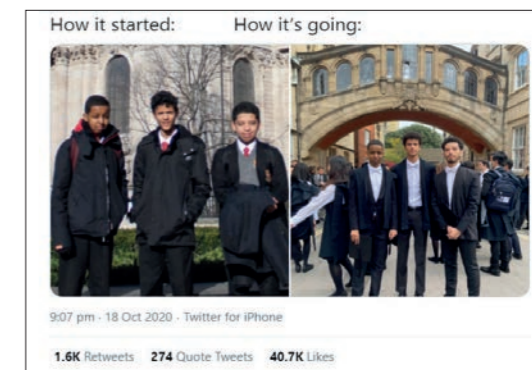 How it started: How it's going:
9:07 pm · 18 Oct 2020 · Twitter for iPhone
1.6K Retweets 274 Quote Tweets 40.7K Likes